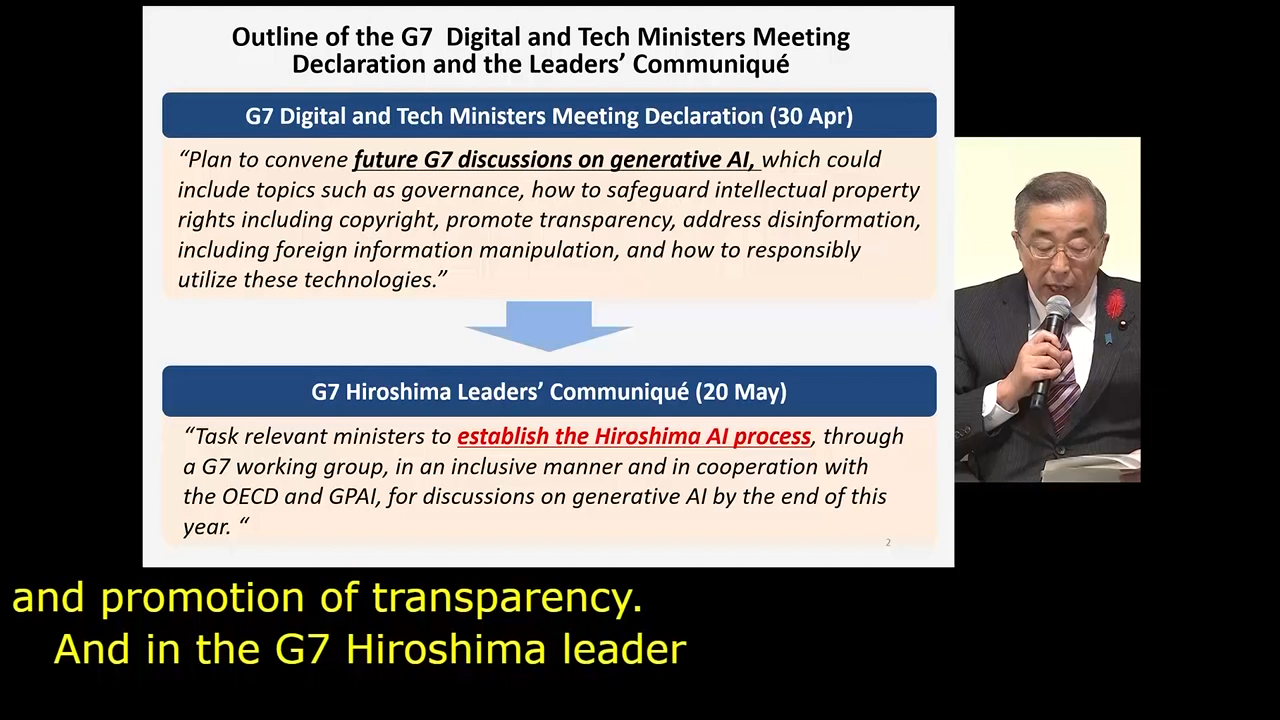 Outline of the G7 Digital and Tech Ministers Meeting
Declaration and the Leaders’ Communiqué
G7 Digital and Tech Ministers Meeting Declaration (30 Apr)
“Plan to convene future G7 discussions on generative AI, which could
include topics such as governance, how to safeguard intellectual property
rights including copyright, promote transparency, address disinformation,
including foreign information manipulation, and how to responsibly
utilize these technologies.”
G7 Hiroshima Leaders’ Communiqué (20 May)
“Task relevant ministers to establish the Hiroshima AI process, through
a G7 working group, in an inclusive manner and in cooperation with
the OECD and GPAI, for discussions on generative AI by the end of this
year. “
2
and promotion of transparency.
And in the G7 Hiroshima leader